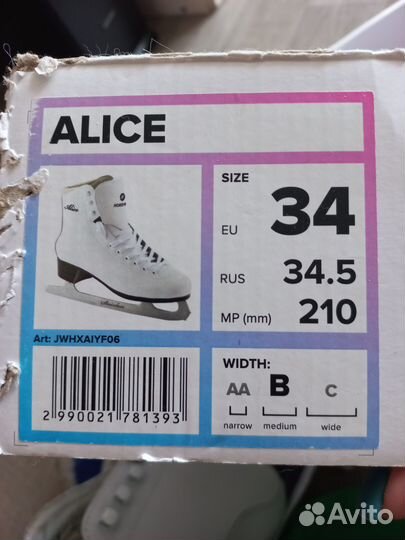 ALICE
SIZE
EU 34
RUS 34.5
MP (mm) 210
Art: JWHXAIYF06
2 990021 781393
WIDTH:
AA B C
narrow medium wide
Avito